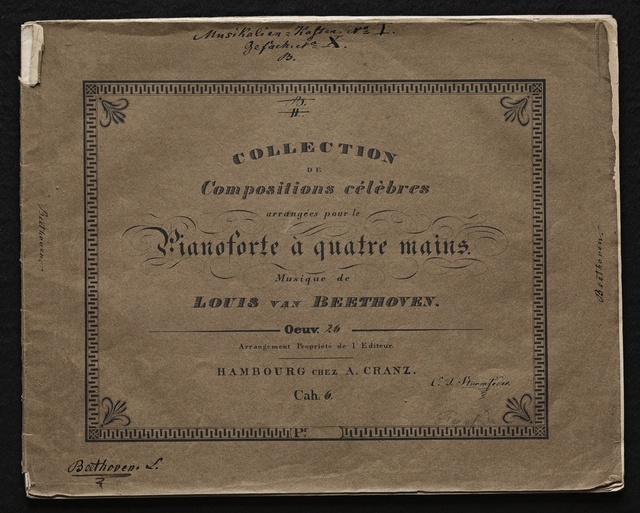 Musikalien-Kasten. No. I.
Gefach. No. X.
B.
COLLECTION
DE
Compositions célèbres
arrangées pour le
Pianoforte à quatre mains.
Musique de
LOUIS VAN BEETHOVEN.
Oeuv. 26
Arrangement Propriété de l'Editeur.
HAMBOURG CHEZ A. CRANZ.
Cah. 6.
Pr.
Beethoven. L.
Beethoven.
Beethoven.